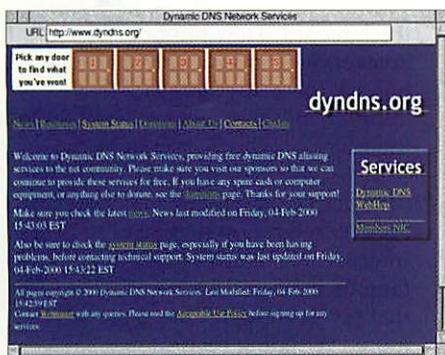 Dynamic DNS Network Services
URL http://www.dyndns.org/
Pick any door
to find what
you've won!
1 2 3 4 5
dyndns.org
News | Resources | System Status | Donations | About Us | Contacts | Credits
Welcome to Dynamic DNS Network Services, providing free dynamic DNS aliasing
services to the net community. Please make sure you visit our sponsors so that we can
continue to provide these services for free. If you have any spare cash or computer
equipment, or anything else to donate, see the donations page. Thanks for your support!
Make sure you check the latest news. News last modified on Friday, 04-Feb-2000
15:43:03 EST
Also be sure to check the system status page, especially if you have been having
problems, before contacting technical support. System status was last updated on Friday,
04-Feb-2000 15:43:22 EST
All pages copyright © 2000 Dynamic DNS Network Services. Last Modified: Friday, 04-Feb-2000
15:42:59 EST
Contact Webmaster with any queries. Please read the Acceptable Use Policy before signing up for any
services.
Services
Dynamic DNS
WebHop
Members NIC